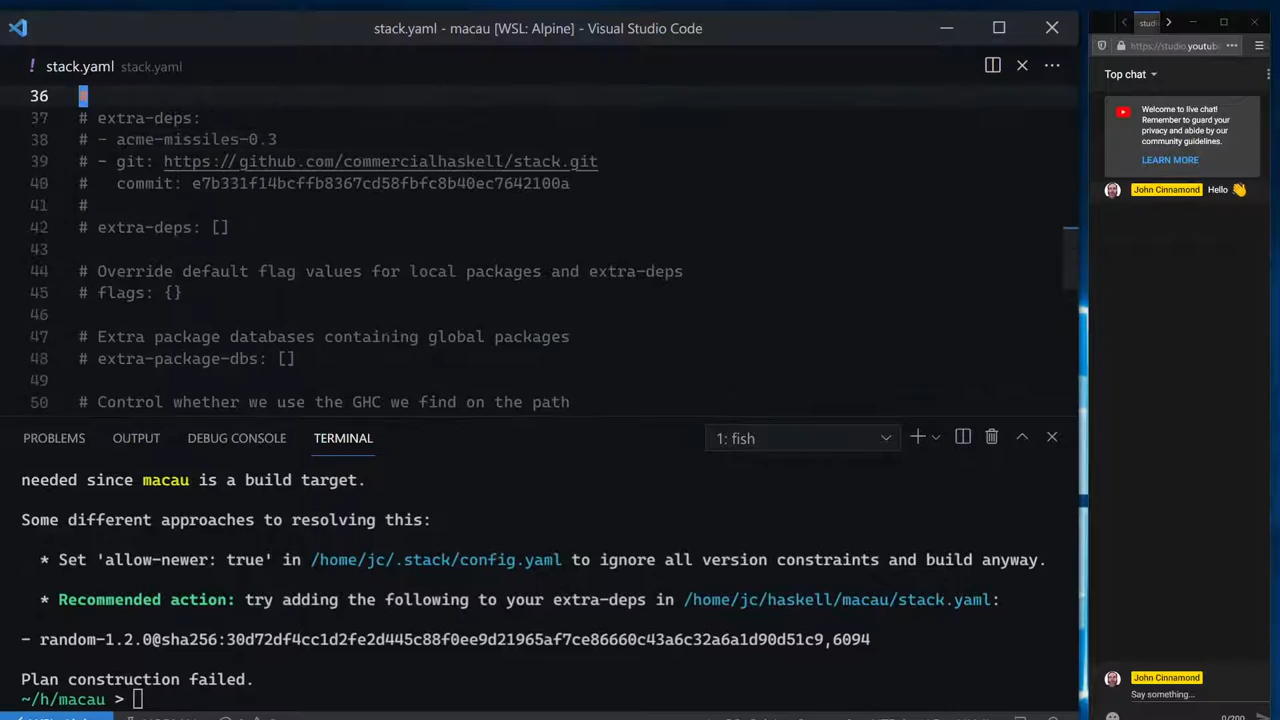 stack.yaml - macau [WSL: Alpine] - Visual Studio Code
! stack.yaml stack.yaml
36 #
37 # extra-deps:
38 # - acme-missiles-0.3
39 # - git: https://github.com/commercialhaskell/stack.git
40 #   commit: e7b331f14bcffb8367cd58fbfc8b40ec7642100a
41 #
42 # extra-deps: []
43
44 # Override default flag values for local packages and extra-deps
45 # flags: {}
46
47 # Extra package databases containing global packages
48 # extra-package-dbs: []
49
50 # Control whether we use the GHC we find on the path
PROBLEMS OUTPUT DEBUG CONSOLE TERMINAL 1: fish
needed since macau is a build target.
Some different approaches to resolving this:
* Set 'allow-newer: true' in /home/jc/.stack/config.yaml to ignore all version constraints and build anyway.
* Recommended action: try adding the following to your extra-deps in /home/jc/haskell/macau/stack.yaml:
- random-1.2.0@sha256:30d72df4cc1d2fe2d445c88f0ee9d21965af7ce86660c43a6c32a6a1d90d51c9,6094
Plan construction failed.
~/h/macau >
studi
https://studio.youtube
Top chat
Welcome to live chat!
Remember to guard your
privacy and abide by our
community guidelines.
LEARN MORE
John Cinnamond Hello 👋
John Cinnamond
Say something...
0/200